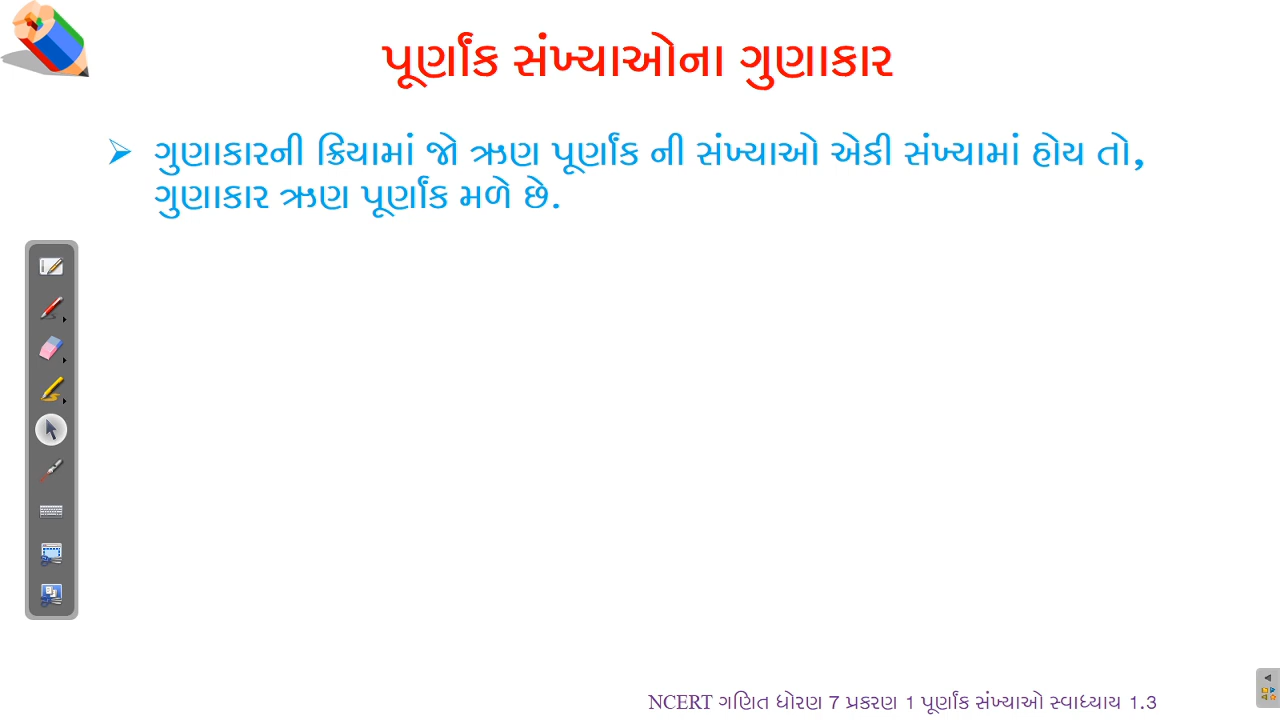 પૂર્ણાંક સંખ્યાઓના ગુણાકાર
ગુણાકારની ક્રિયામાં જો ઋણ પૂર્ણાંક ની સંખ્યાઓ એકી સંખ્યામાં હોય તો,
ગુણાકાર ઋણ પૂર્ણાંક મળે છે.
NCERT ગણિત ધોરણ 7 પ્રકરણ 1 પૂર્ણાંક સંખ્યાઓ સ્વાધ્યાય 1.3